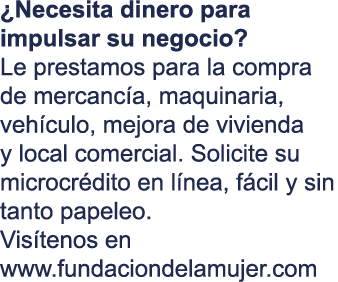 ¿Necesita dinero para
impulsar su negocio?
Le prestamos para la compra
de mercancía, maquinaria,
vehículo, mejora de vivienda
y local comercial. Solicite su
microcrédito en línea, fácil y sin
tanto papeleo.
Visítenos en
www.fundaciondelamujer.com